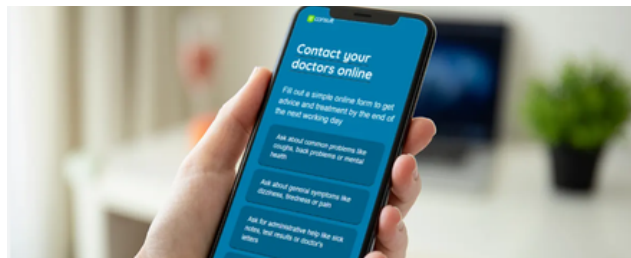 consult
Contact your
doctors online
Fill out a simple online form to get
advice and treatment by the end of
the next working day
Ask about common problems like
coughs, back problems or mental
health
Ask about general symptoms like
dizziness, tiredness or pain
Ask for administrative help like sick
notes, test results or doctor's
letters